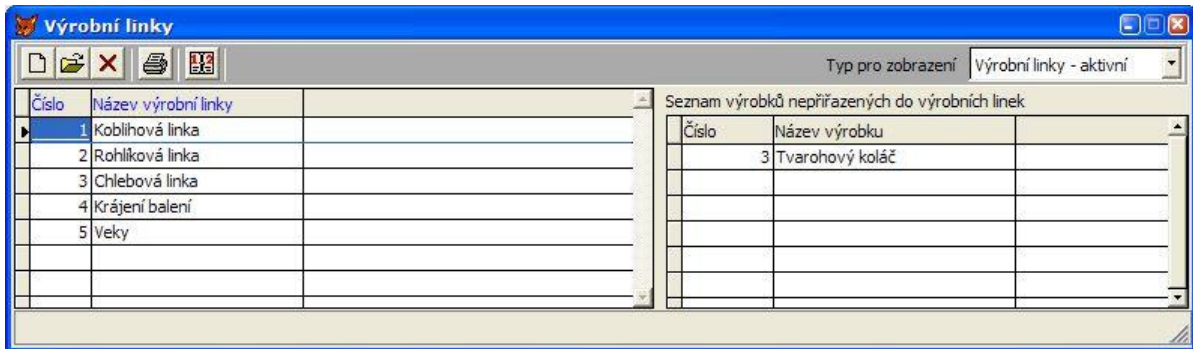 Výrobní linky
Typ pro zobrazení Výrobní linky - aktivní
Číslo Název výrobní linky
1 Koblihová linka
2 Rohlíková linka
3 Chlebová linka
4 Krájení balení
5 Veky
Seznam výrobků nepřiřazených do výrobních linek
Číslo Název výrobku
3 Tvarohový koláč